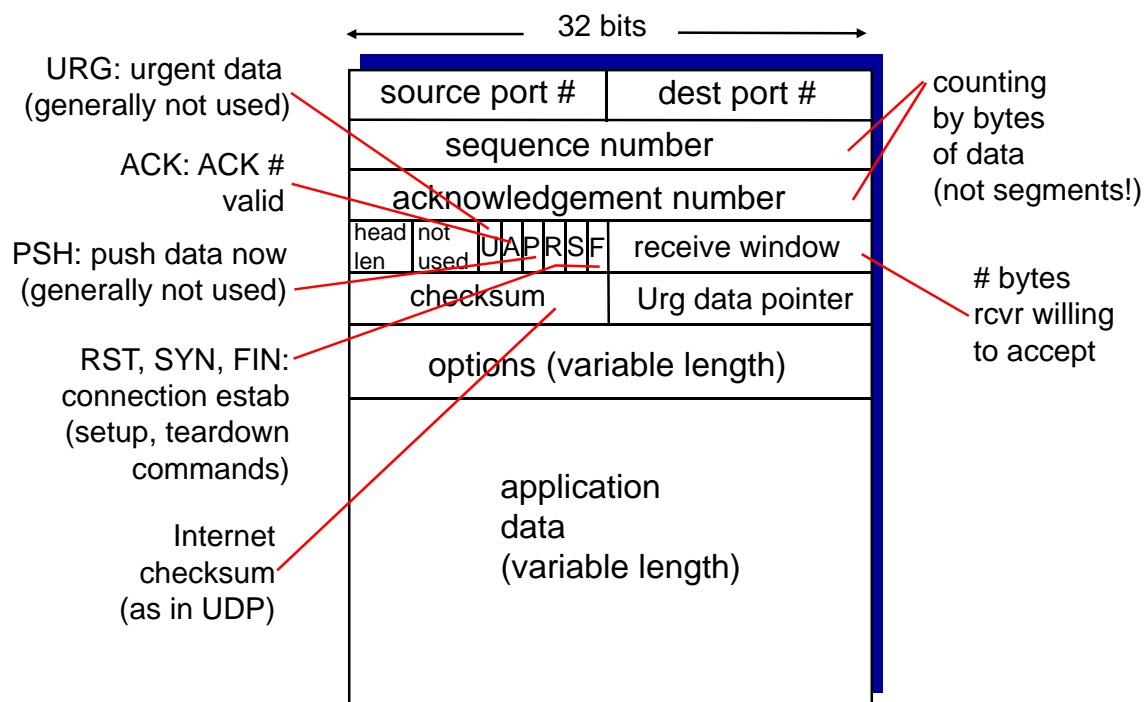 32 bits
URG: urgent data
(generally not used)
ACK: ACK #
valid
PSH: push data now
(generally not used)
RST, SYN, FIN:
connection estab
(setup, teardown
commands)
Internet
checksum
(as in UDP)
source port #
dest port #
sequence number
acknowledgement number
head
len
not
used
U
A
P
R
S
F
receive window
checksum
Urg data pointer
options (variable length)
application
data
(variable length)
counting
by bytes
of data
(not segments!)
# bytes
rcvr willing
to accept